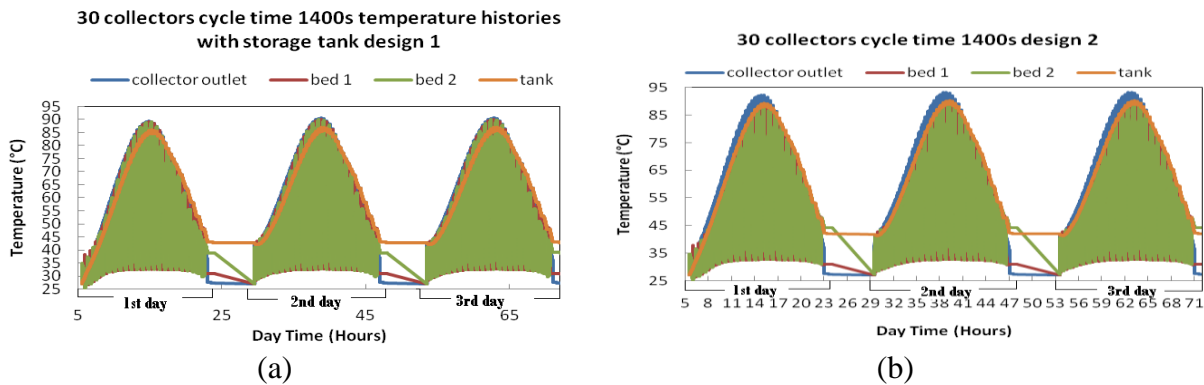 30 collectors cycle time 1400s temperature histories
with storage tank design 1
collector outlet bed 1 bed 2 tank
Temperature (°C)
95
90
85
80
75
70
65
60
55
50
45
40
35
30
25
1st day 2nd day 3rd day
5 25 45 65
Day Time (Hours)
(a)
30 collectors cycle time 1400s design 2
collector outlet bed 1 bed 2 tank
Temperature (°C)
95
85
75
65
55
45
35
25
1st day 2nd day 3rd day
5 8 11 14 17 20 23 26 29 32 35 38 41 44 47 50 53 56 59 62 65 68 71
Day Time (Hours)
(b)